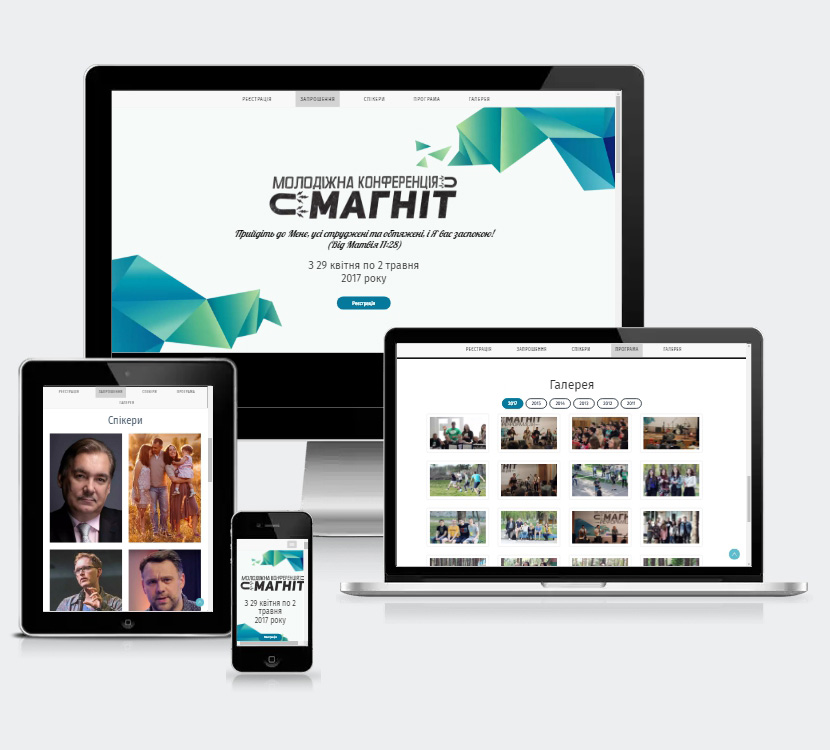 РЕЄСТРАЦІЯ ЗАПРОШЕННЯ СПІКЕРИ ПРОГРАМА ГАЛЕРЕЯ
МОЛОДІЖНА КОНФЕРЕНЦІЯ
МАГНІТ
Прийдіть до Мене, усі струджені та обтяжені, і Я вас заспокою!
(Від Матвія 11:28)
З 29 квітня по 2 травня
2017 року
Реєстрація
РЕЄСТРАЦІЯ ЗАПРОШЕННЯ СПІКЕРИ ПРОГРАМА ГАЛЕРЕЯ
Галерея
2017 2015 2014 2013 2012 2011
МАГНІТ
МАГНІТ
РЕЄСТРАЦІЯ ЗАПРОШЕННЯ СПІКЕРИ ПРОГРАМА
ГАЛЕРЕЯ
Спікери
МОЛОДІЖНА КОНФЕРЕНЦІЯ
МАГНІТ
З 29 квітня по 2
травня
2017 року
Реєстрація